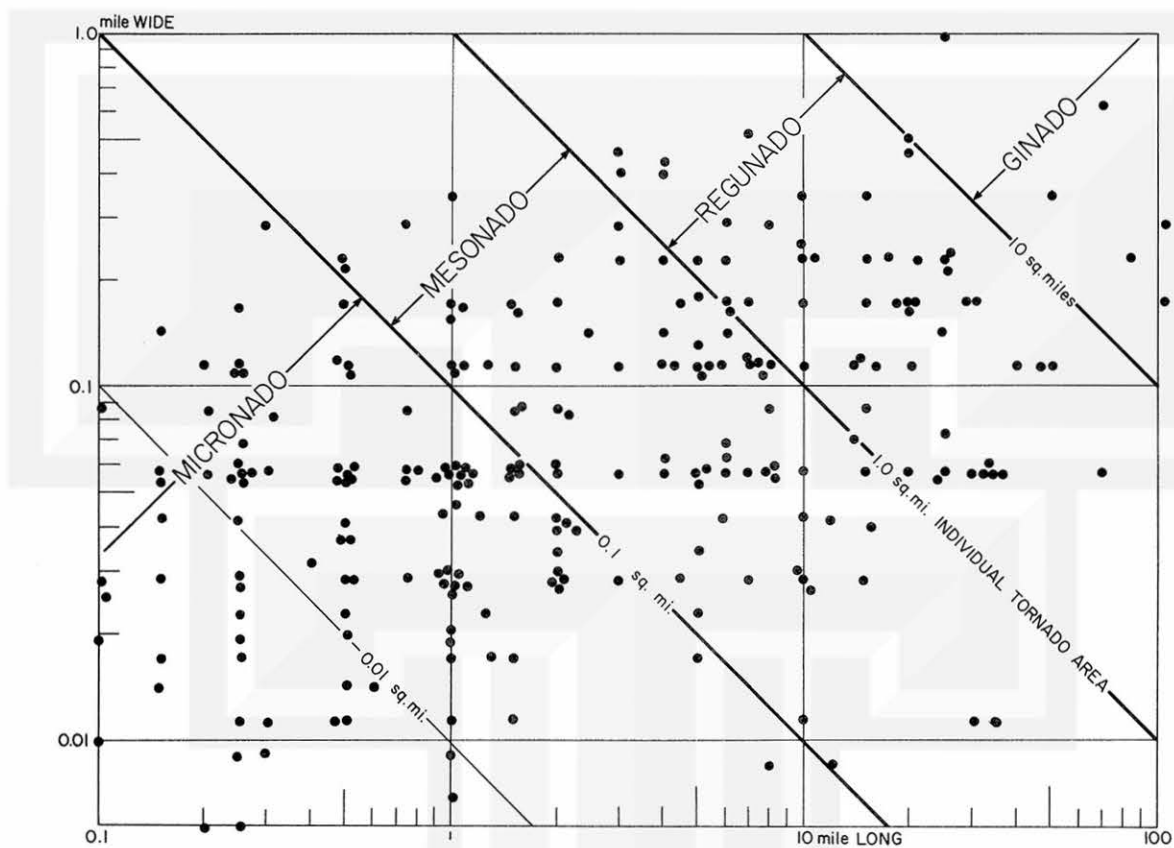 mile WIDE
1.0
0.1
0.01
MICRONADO
MESONADO
REGUNADO
GINADO
10 sq. miles
1.0 sq. mi. INDIVIDUAL TORNADO AREA
0.1 sq. mi.
0.01 sq. mi.
0.1
1
10 mile LONG
100